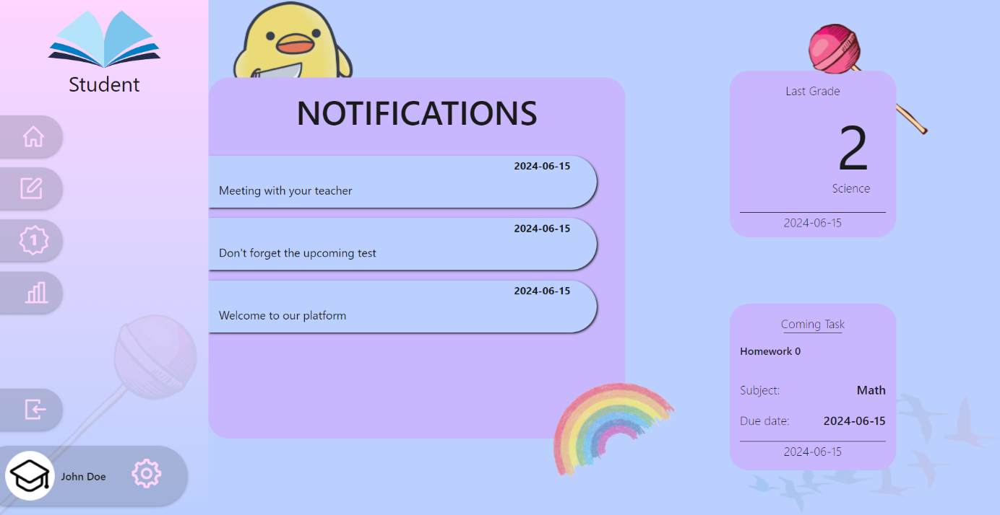 Student
1
John Doe
NOTIFICATIONS
2024-06-15
Meeting with your teacher
2024-06-15
Don't forget the upcoming test
2024-06-15
Welcome to our platform
Last Grade
2
Science
2024-06-15
Coming Task
Homework 0
Subject: Math
Due date: 2024-06-15
2024-06-15